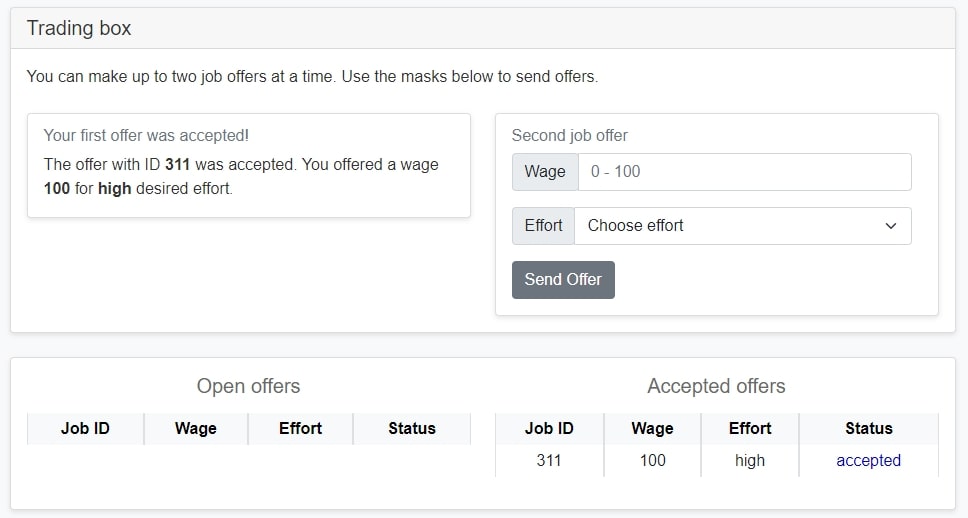 Trading box
You can make up to two job offers at a time. Use the masks below to send offers.
Your first offer was accepted!
The offer with ID 311 was accepted. You offered a wage
100 for high desired effort.
Second job offer
Wage 0 - 100
Effort Choose effort
Send Offer
Open offers
Job ID Wage Effort Status
Accepted offers
Job ID Wage Effort Status
311 100 high accepted